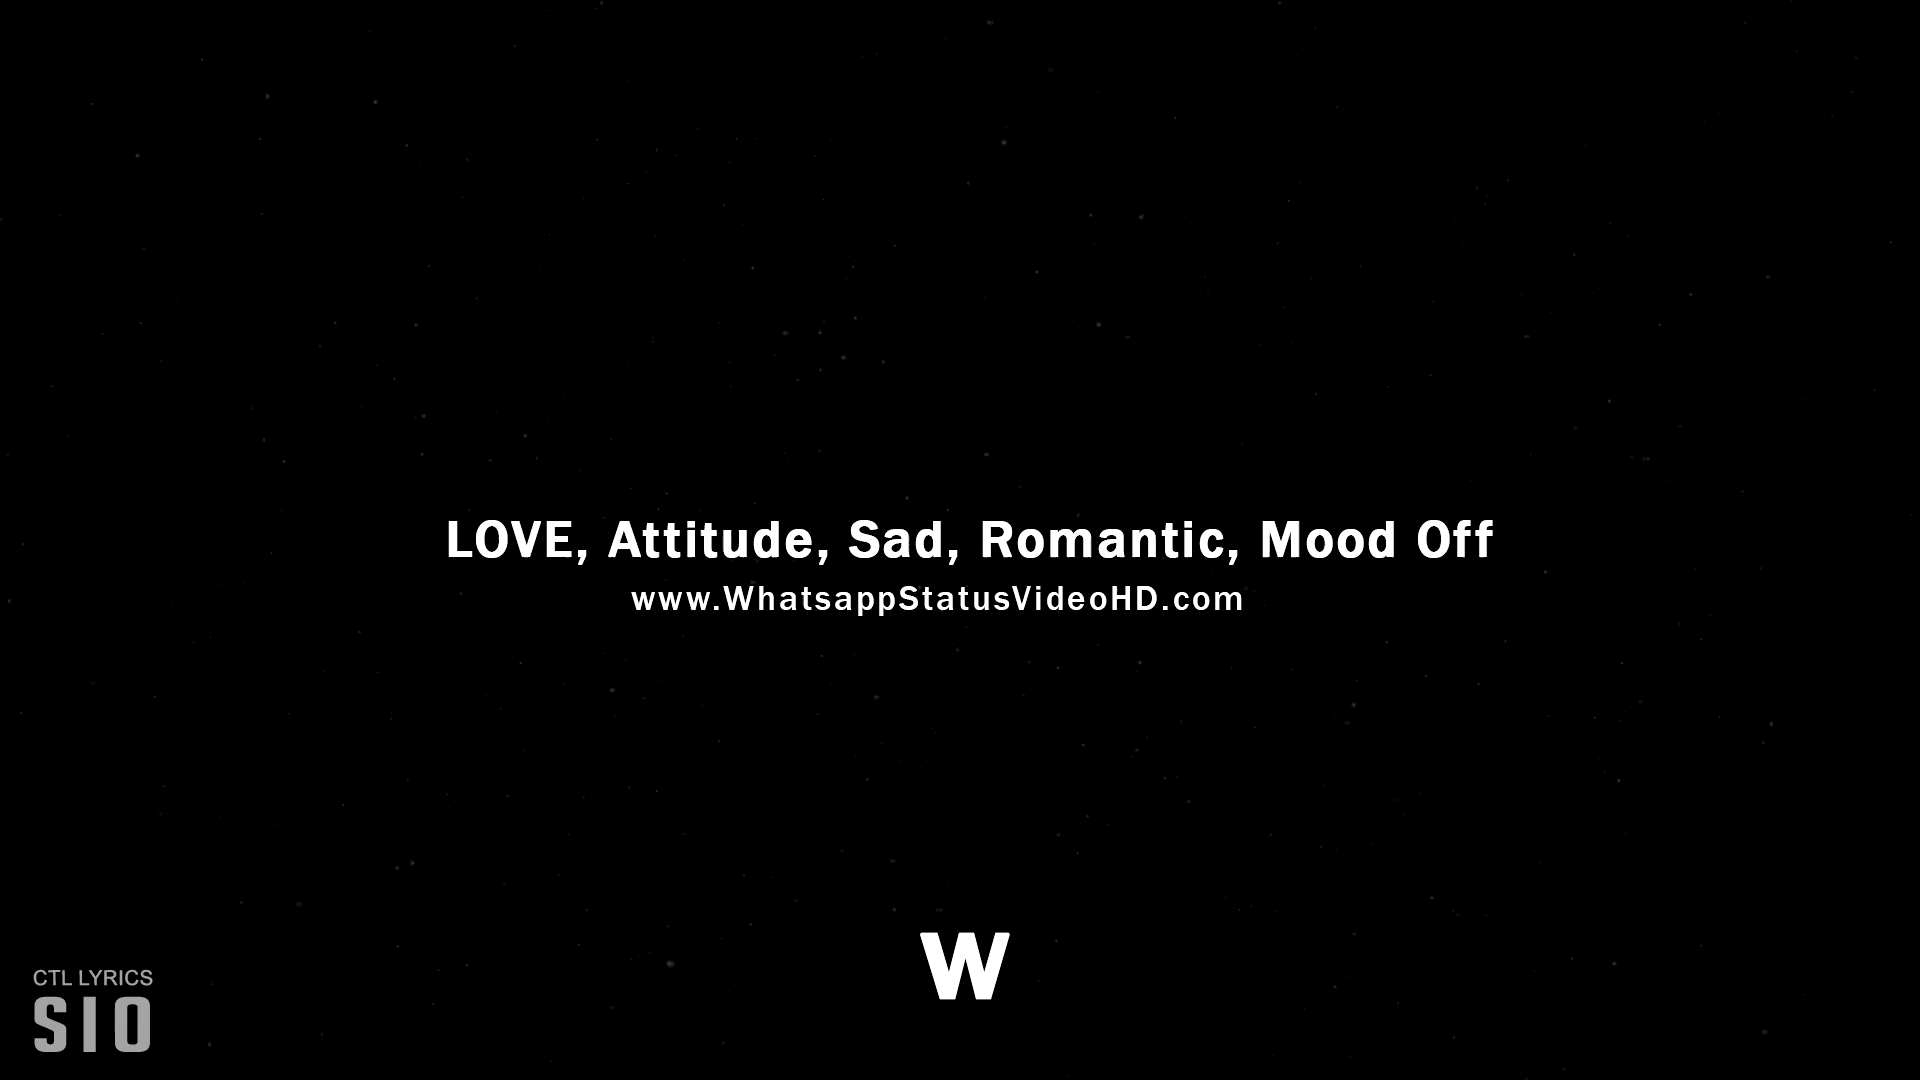 LOVE, Attitude, Sad, Romantic, Mood Off
www.WhatsappStatusVideoHD.com
W
CTL LYRICS
SIO